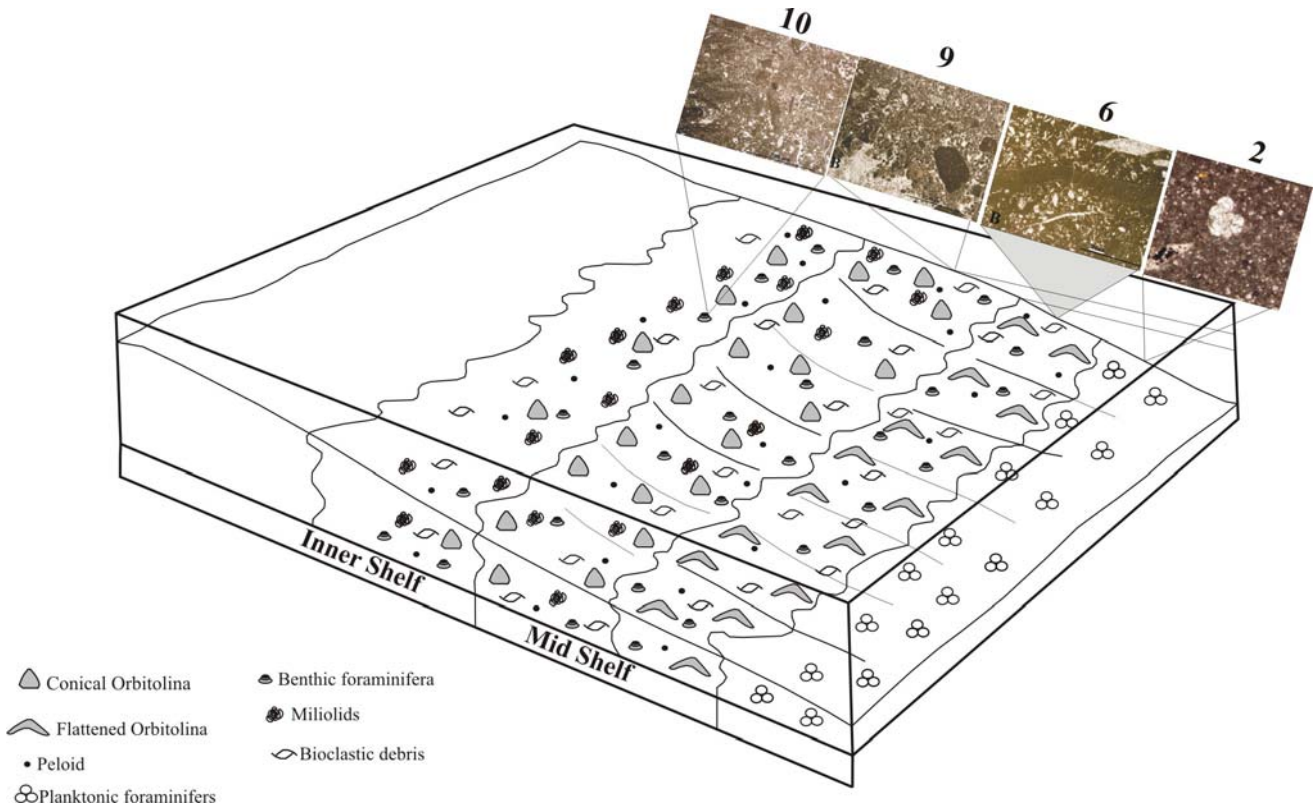 10
9
6
2
B
B
Inner Shelf
Mid Shelf
Conical Orbitolina
Benthic foraminifera
Flattened Orbitolina
Miliolids
Peloid
Bioclastic debris
Planktonic foraminifers